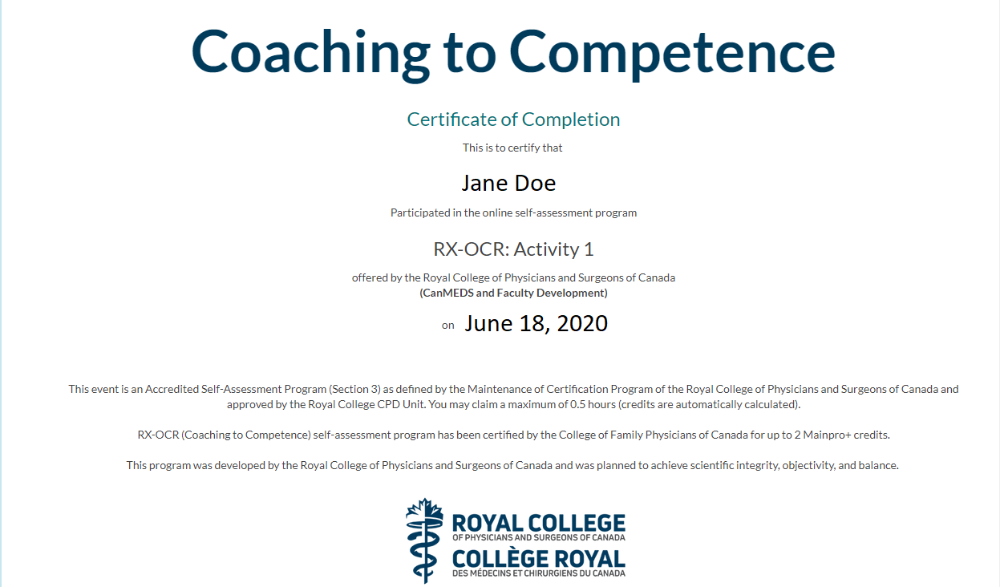 Coaching to Competence
Certificate of Completion
This is to certify that
Jane Doe
Participated in the online self-assessment program
RX-OCR: Activity 1
offered by the Royal College of Physicians and Surgeons of Canada
(CanMEDS and Faculty Development)
on June 18, 2020
This event is an Accredited Self-Assessment Program (Section 3) as defined by the Maintenance of Certification Program of the Royal College of Physicians and Surgeons of Canada and
approved by the Royal College CPD Unit. You may claim a maximum of 0.5 hours (credits are automatically calculated).
RX-OCR (Coaching to Competence) self-assessment program has been certified by the College of Family Physicians of Canada for up to 2 Mainpro+ credits.
This program was developed by the Royal College of Physicians and Surgeons of Canada and was planned to achieve scientific integrity, objectivity, and balance.
ROYAL COLLEGE
OF PHYSICIANS AND SURGEONS OF CANADA
COLLÈGE ROYAL
DES MÉDECINS ET CHIRURGIENS DU CANADA